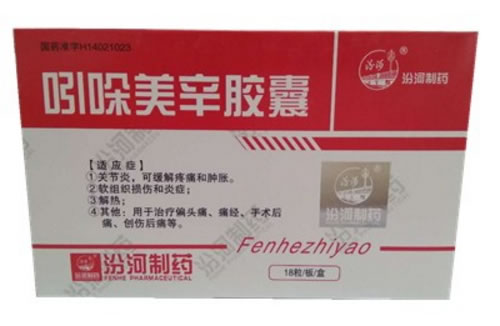 国药准字H14021023
吲哚美辛胶囊
汾河
®
汾河制药
【适应症】
①关节炎，可缓解疼痛和肿胀。
②软组织损伤和炎症；
③解热；
④其他：用于治疗偏头痛、痛经、手术后
痛、创伤后痛等。
汾河制药
Fenhezhiyao
汾河制药
FENHE PHARMACEUTICAL
18粒/板/盒